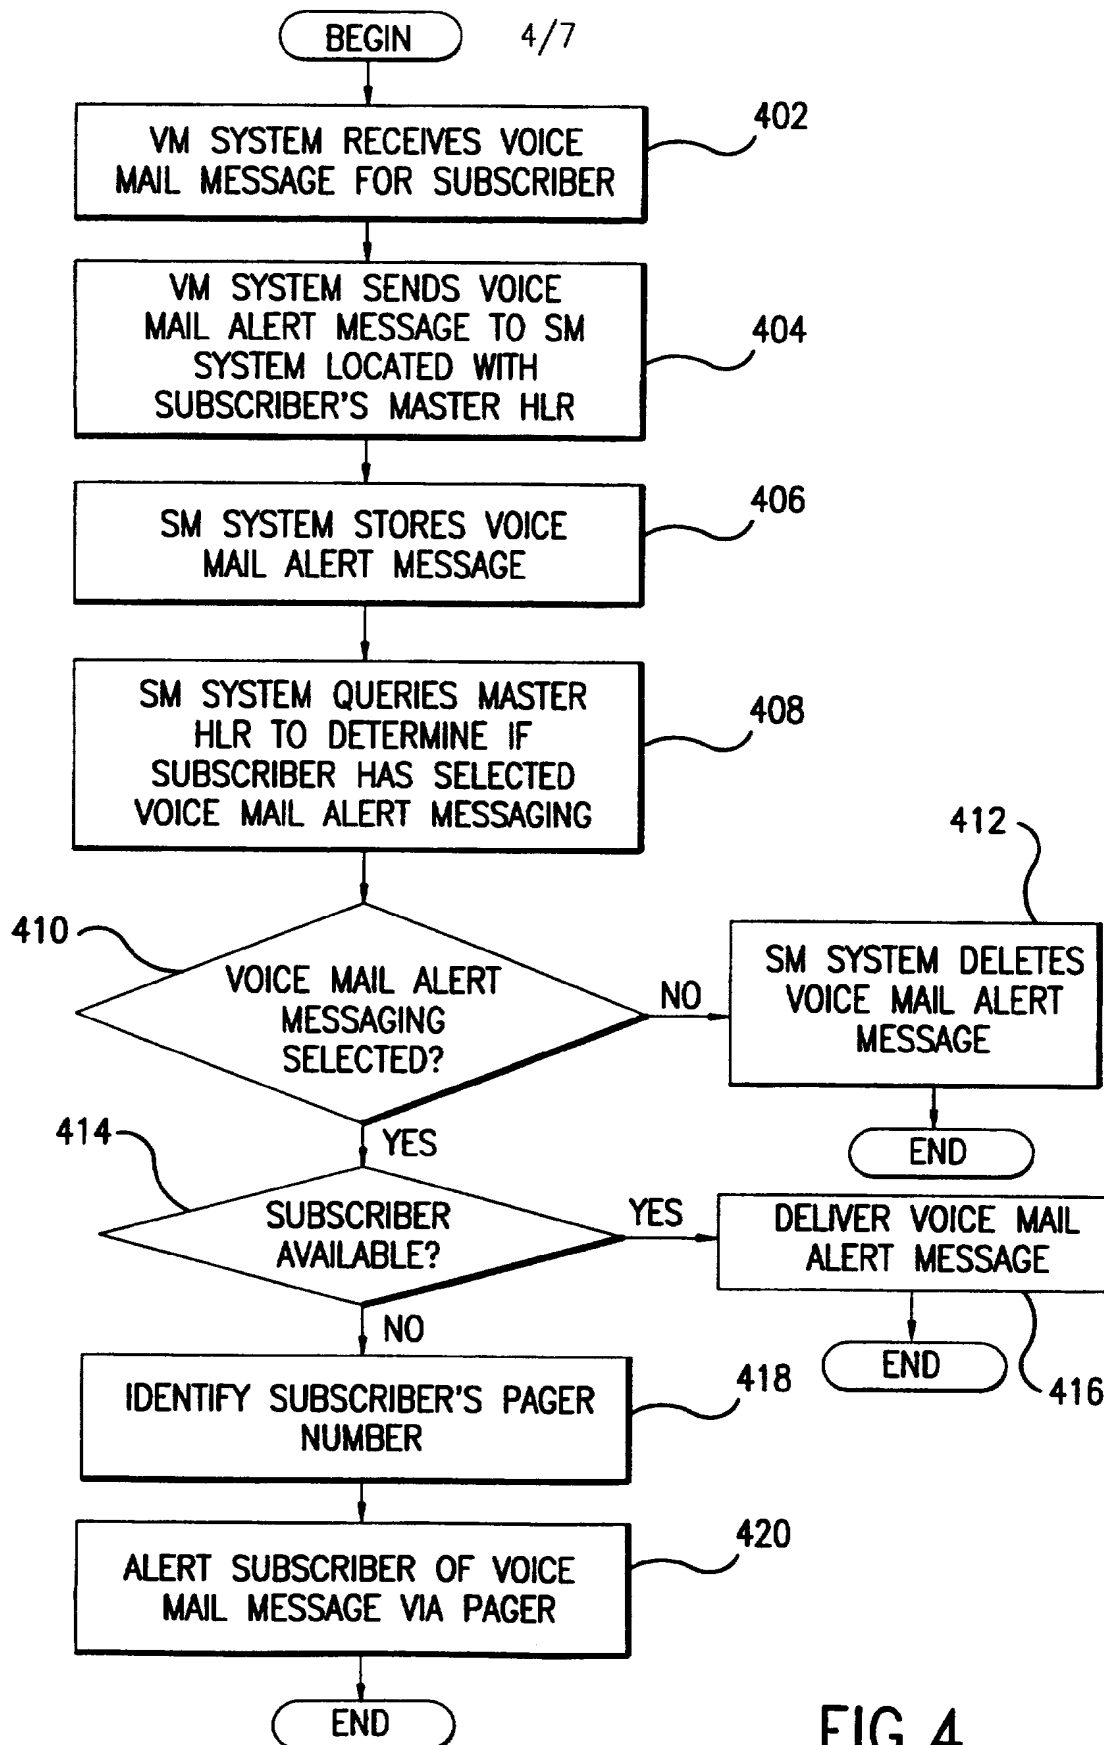 BEGIN
4/7
VM SYSTEM RECEIVES VOICE
MAIL MESSAGE FOR SUBSCRIBER
402
VM SYSTEM SENDS VOICE
MAIL ALERT MESSAGE TO SM
SYSTEM LOCATED WITH
SUBSCRIBER'S MASTER HLR
404
SM SYSTEM STORES VOICE
MAIL ALERT MESSAGE
406
SM SYSTEM QUERIES MASTER
HLR TO DETERMINE IF
SUBSCRIBER HAS SELECTED
VOICE MAIL ALERT MESSAGING
408
410
VOICE MAIL ALERT
MESSAGING
SELECTED?
NO
412
SM SYSTEM DELETES
VOICE MAIL ALERT
MESSAGE
END
YES
414
SUBSCRIBER
AVAILABLE?
YES
DELIVER VOICE MAIL
ALERT MESSAGE
416
END
NO
IDENTIFY SUBSCRIBER'S PAGER
NUMBER
418
ALERT SUBSCRIBER OF VOICE
MAIL MESSAGE VIA PAGER
420
END
FIG.4